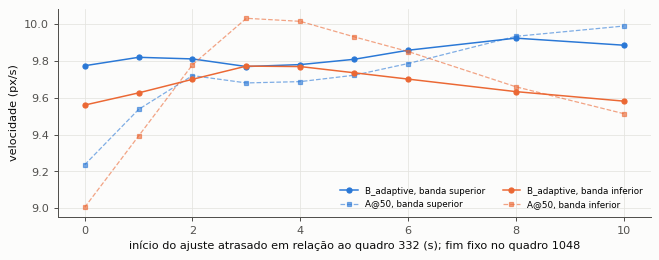 10.0
9.8
9.6
9.4
9.2
9.0
velocidade (px/s)
B_adaptive, banda superior
A@50, banda superior
B_adaptive, banda inferior
A@50, banda inferior
0 2 4 6 8 10
início do ajuste atrasado em relação ao quadro 332 (s); fim fixo no quadro 1048